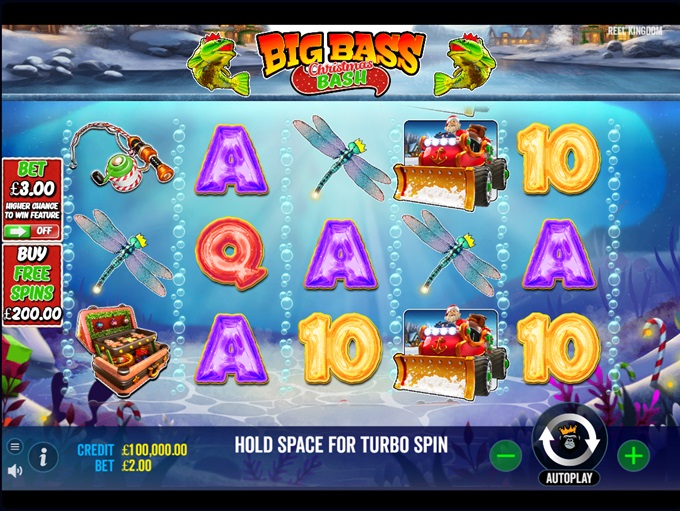 REEL KINGDOM
BIG BASS
Christmas
BASH
BET
£3.00
HIGHER CHANCE
TO WIN FEATURE
OFF
BUY
FREE
SPINS
£200.00
A
10
Q
A
A
A
10
10
CREDIT £100,000.00
BET £2.00
HOLD SPACE FOR TURBO SPIN
AUTOPLAY